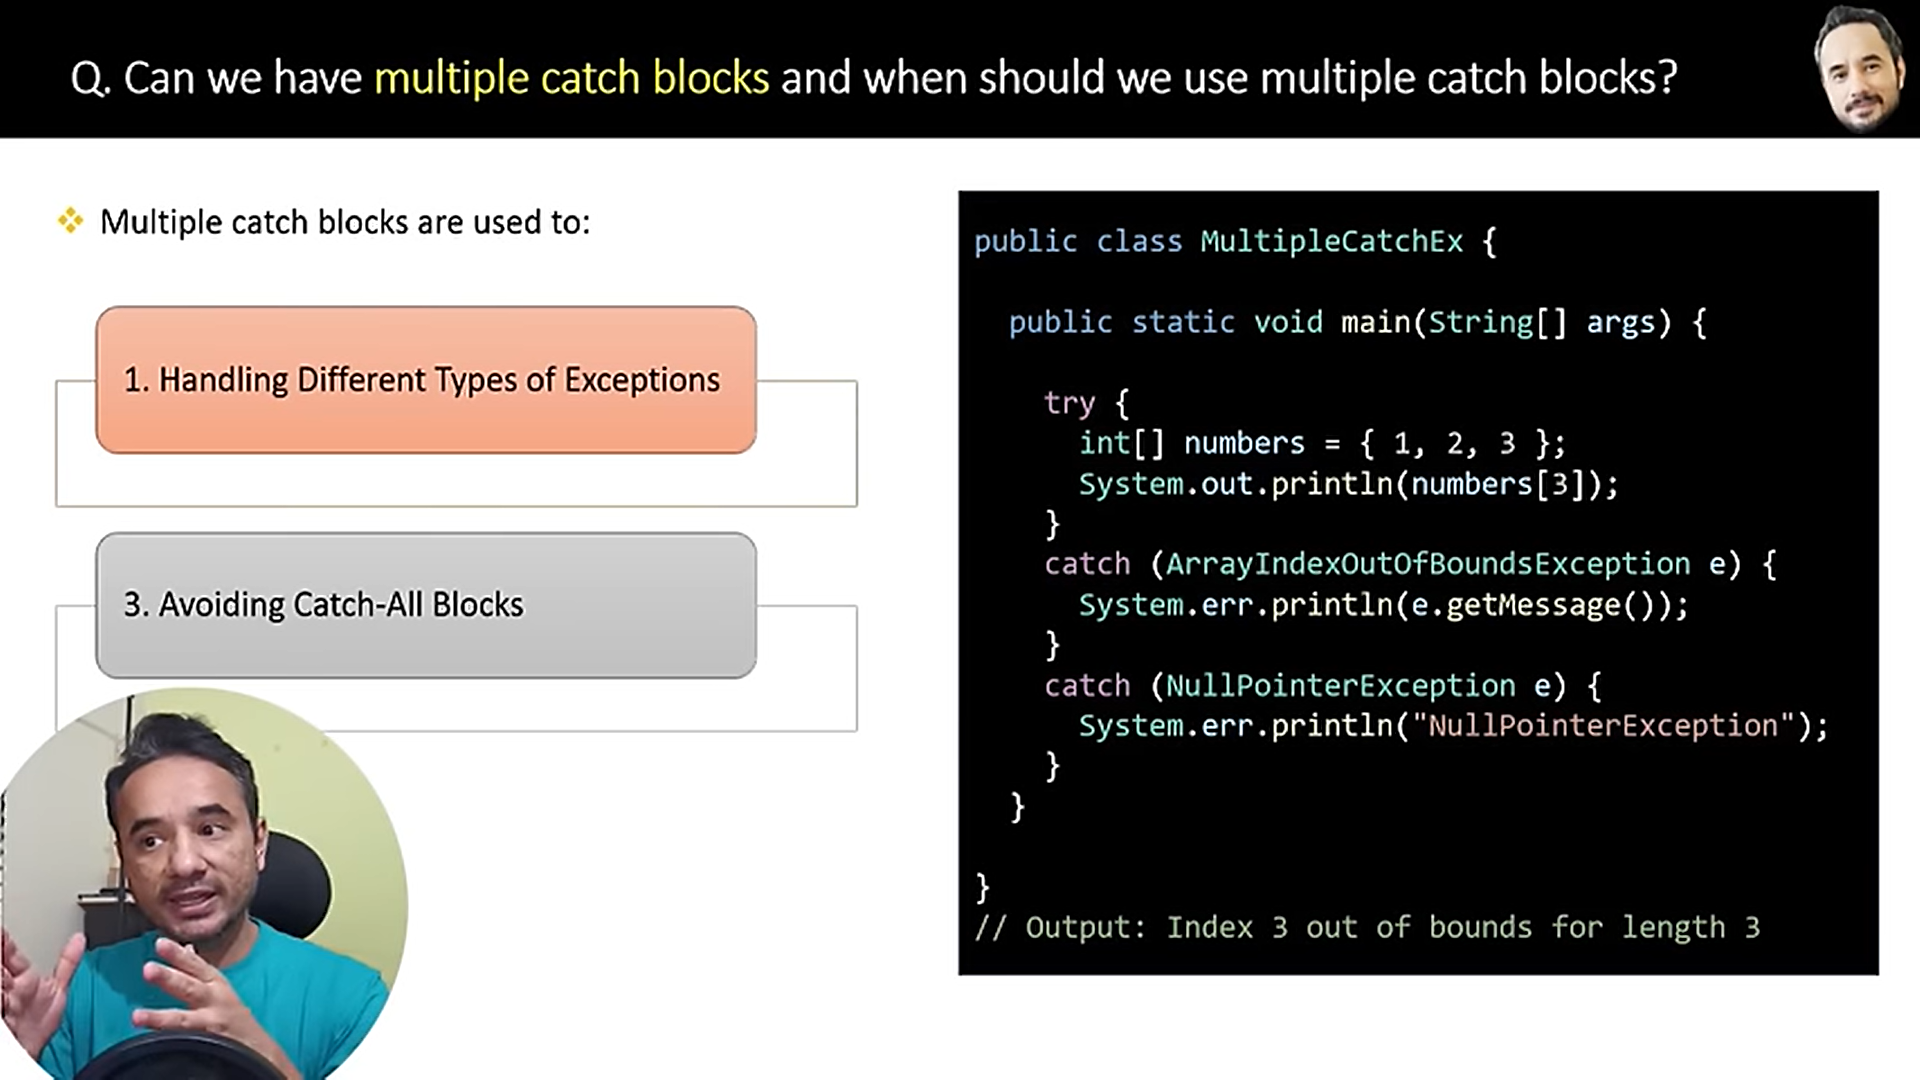 Q. Can we have multiple catch blocks and when should we use multiple catch blocks?
Multiple catch blocks are used to:
1. Handling Different Types of Exceptions
3. Avoiding Catch-All Blocks
public class MultipleCatchEx {
public static void main(String[] args) {
try {
int[] numbers = { 1, 2, 3 };
System.out.println(numbers[3]);
}
catch (ArrayIndexOutOfBoundsException e) {
System.err.println(e.getMessage());
}
catch (NullPointerException e) {
System.err.println("NullPointerException");
}
}
}
// Output: Index 3 out of bounds for length 3